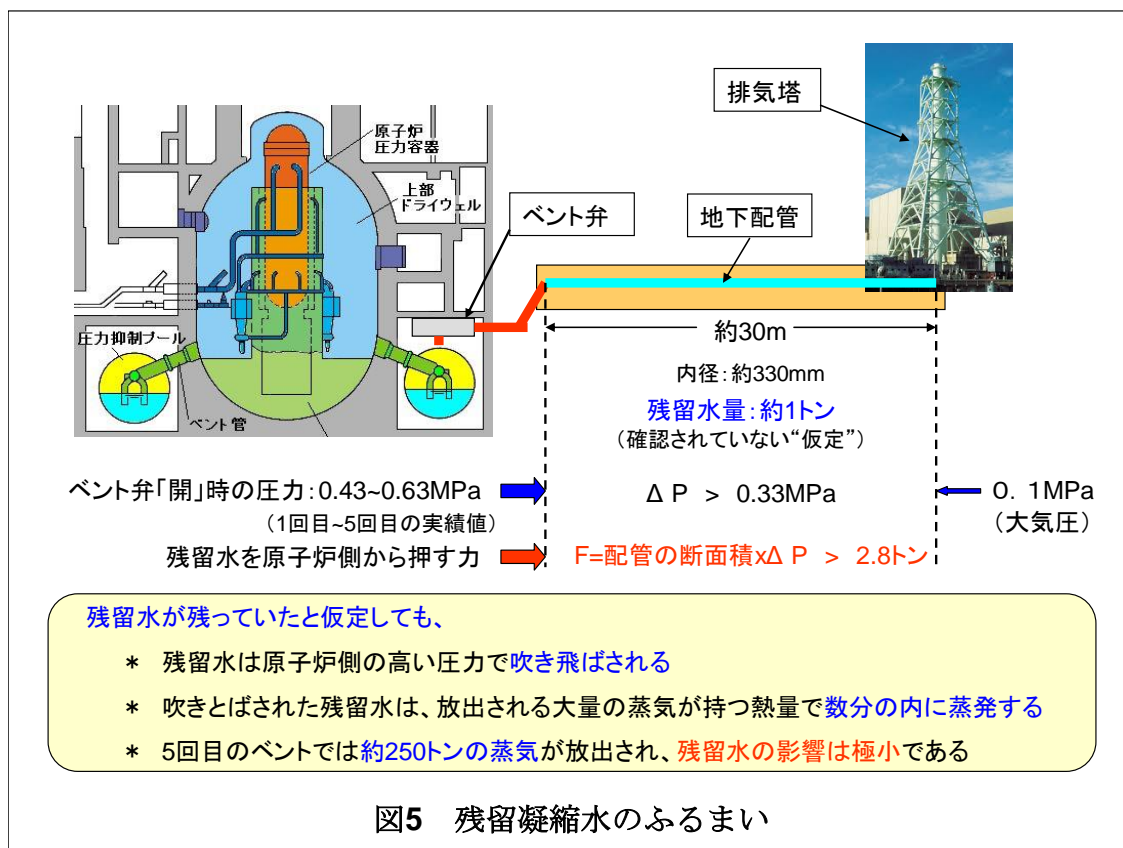 排気塔
原子炉
圧力容器
上部
ドライウェル
ベント弁
地下配管
圧力抑制プール
ベント管
約30m
内径:約330mm
残留水量:約1トン
(確認されていない“仮定”)
ベント弁「開」時の圧力:0.43~0.63MPa
(1回目~5回目の実績値)
Δ P > 0.33MPa
0. 1MPa
(大気圧)
残留水を原子炉側から押す力
F=配管の断面積xΔ P > 2.8トン
残留水が残っていたと仮定しても、
* 残留水は原子炉側の高い圧力で吹き飛ばされる
* 吹きとばされた残留水は、放出される大量の蒸気が持つ熱量で数分の内に蒸発する
* 5回目のベントでは約250トンの蒸気が放出され、残留水の影響は極小である
図5 残留凝縮水のふるまい